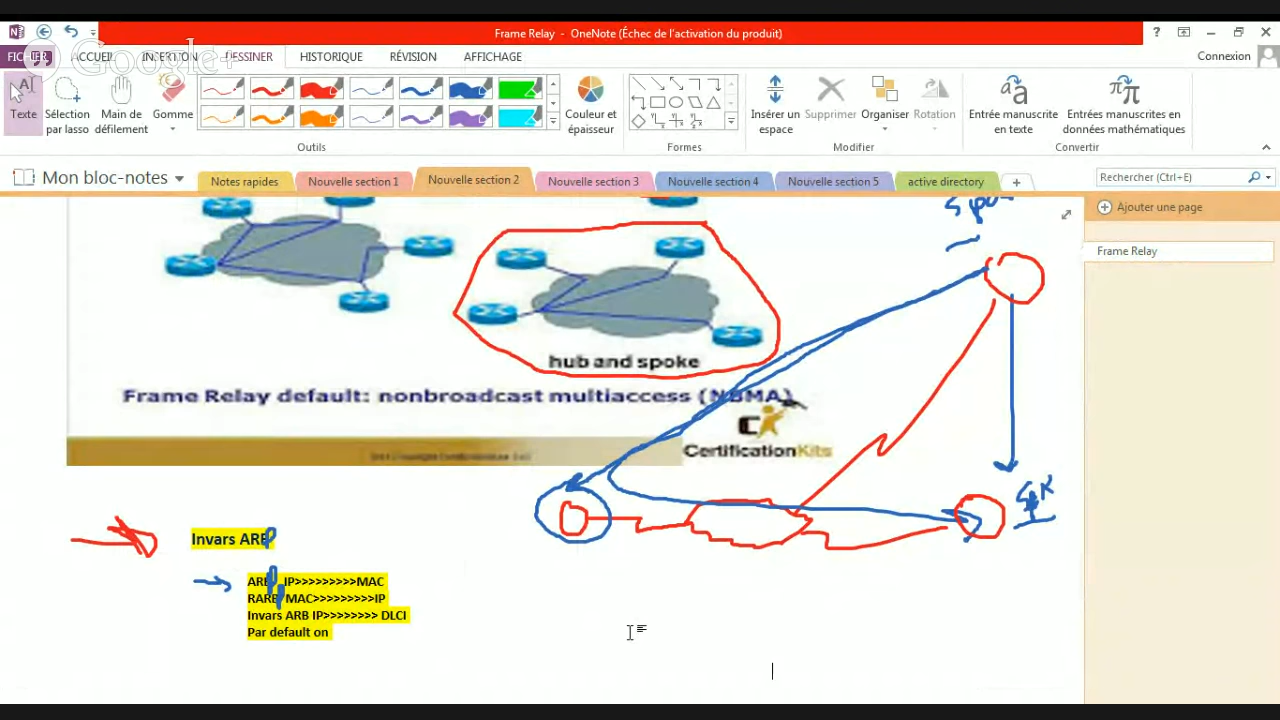 Frame Relay - OneNote (Échec de l'activation du produit)
Google+
FICHIER ACCUEIL INSERTION DESSINER HISTORIQUE RÉVISION AFFICHAGE
Connexion
Texte
Sélection par lasso
Main de défilement
Gomme
Couleur et épaisseur
Insérer un espace
Supprimer
Organiser
Rotation
Entrée manuscrite en texte
Entrées manuscrites en données mathématiques
Outils
Formes
Modifier
Convertir
Mon bloc-notes
Notes rapides
Nouvelle section 1
Nouvelle section 2
Nouvelle section 3
Nouvelle section 4
Nouvelle section 5
active directory
Rechercher (Ctrl+E)
Ajouter une page
Frame Relay
hub and spoke
Frame Relay default: nonbroadcast multiaccess (NBMA)
CertificationKits
Invars ARP
ARP IP>>>>>>>>>MAC
RARP MAC>>>>>>>>>IP
Invars ARB IP>>>>>>>> DLCI
Par default on